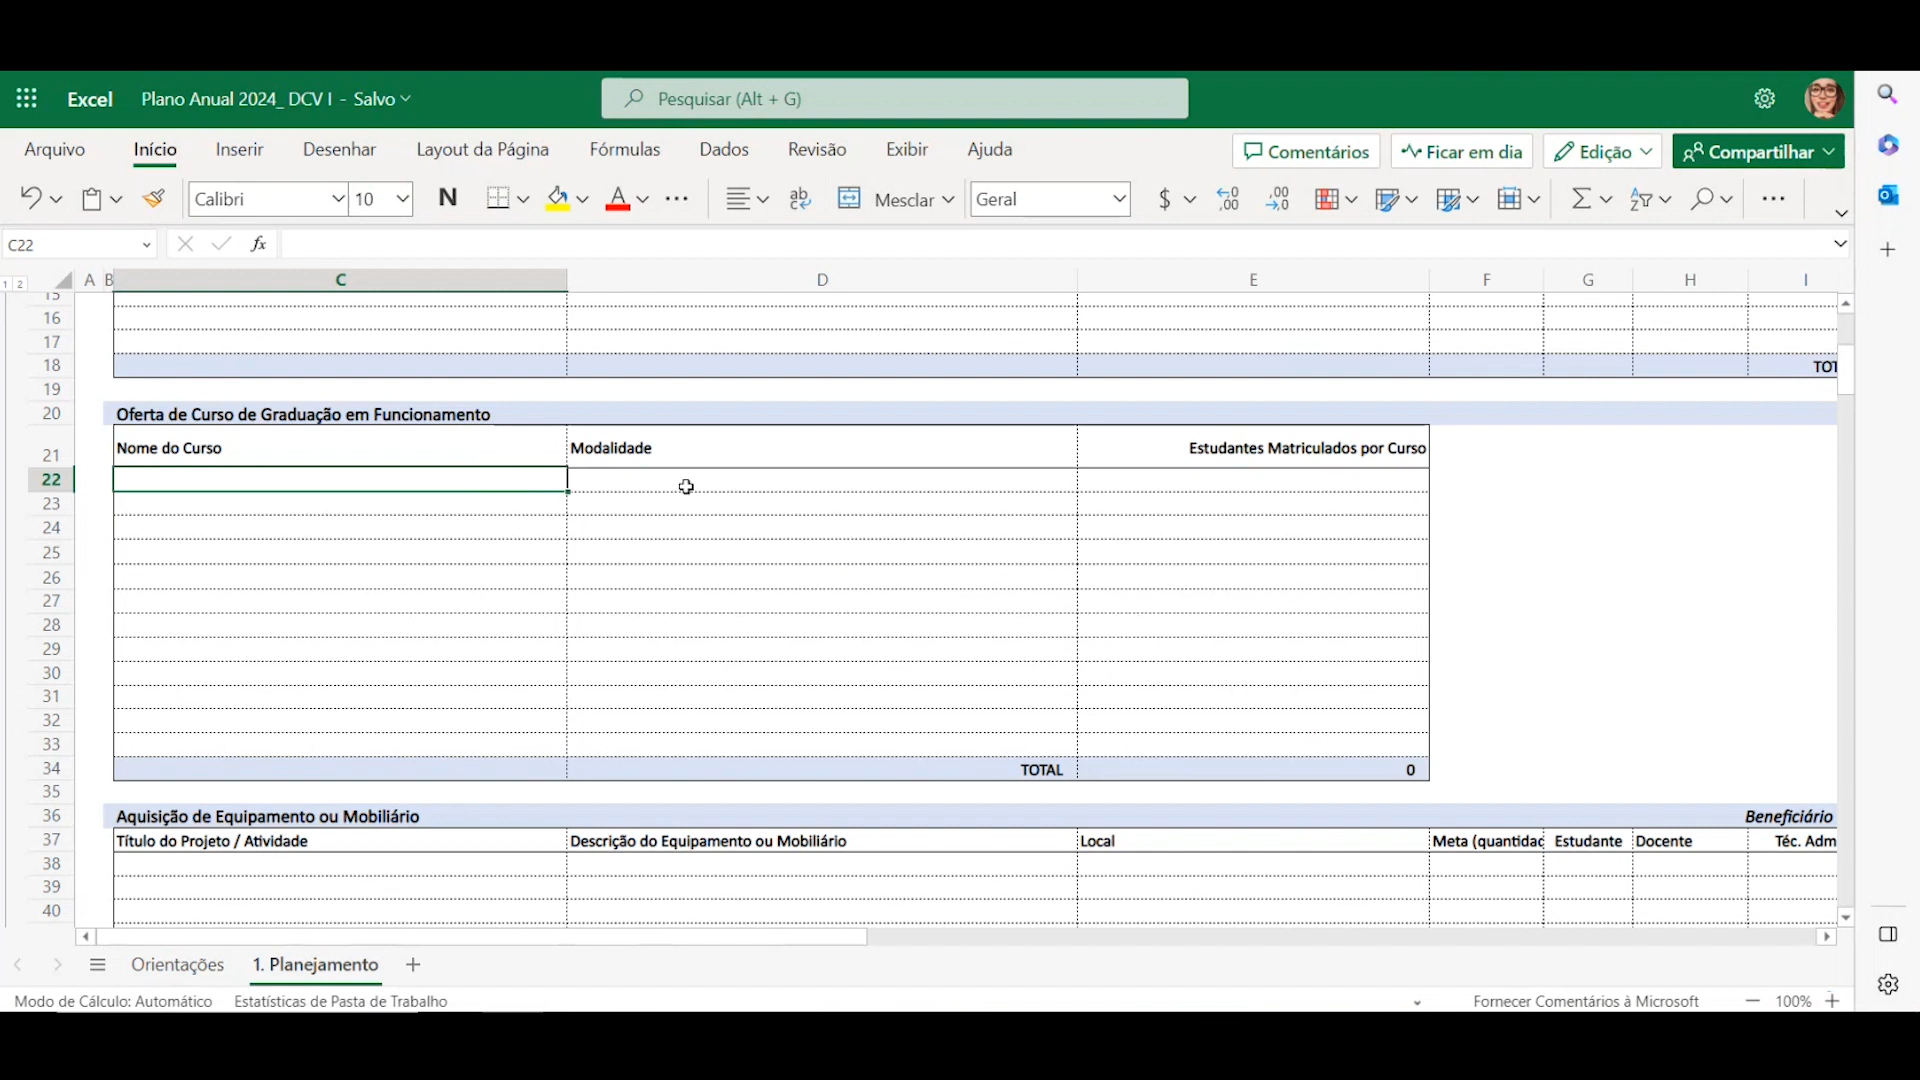 Excel Plano Anual 2024_ DCV I - Salvo Pesquisar (Alt + G)
Arquivo Início Inserir Desenhar Layout da Página Fórmulas Dados Revisão Exibir Ajuda Comentários Ficar em dia Edição Compartilhar
Calibri 10 N A ab Mesclar Geral $ ,00 ,00
C22 fx
1 2 A B C D E F G H I
15
16
17
18 TOT
19
20 Oferta de Curso de Graduação em Funcionamento
21 Nome do Curso Modalidade Estudantes Matriculados por Curso
22
23
24
25
26
27
28
29
30
31
32
33
34 TOTAL 0
35
36 Aquisição de Equipamento ou Mobiliário Beneficiário
37 Título do Projeto / Atividade Descrição do Equipamento ou Mobiliário Local Meta (quantidad Estudante Docente Téc. Adm
38
39
40
Orientações 1. Planejamento
Modo de Cálculo: Automático Estatísticas de Pasta de Trabalho Fornecer Comentários à Microsoft 100%